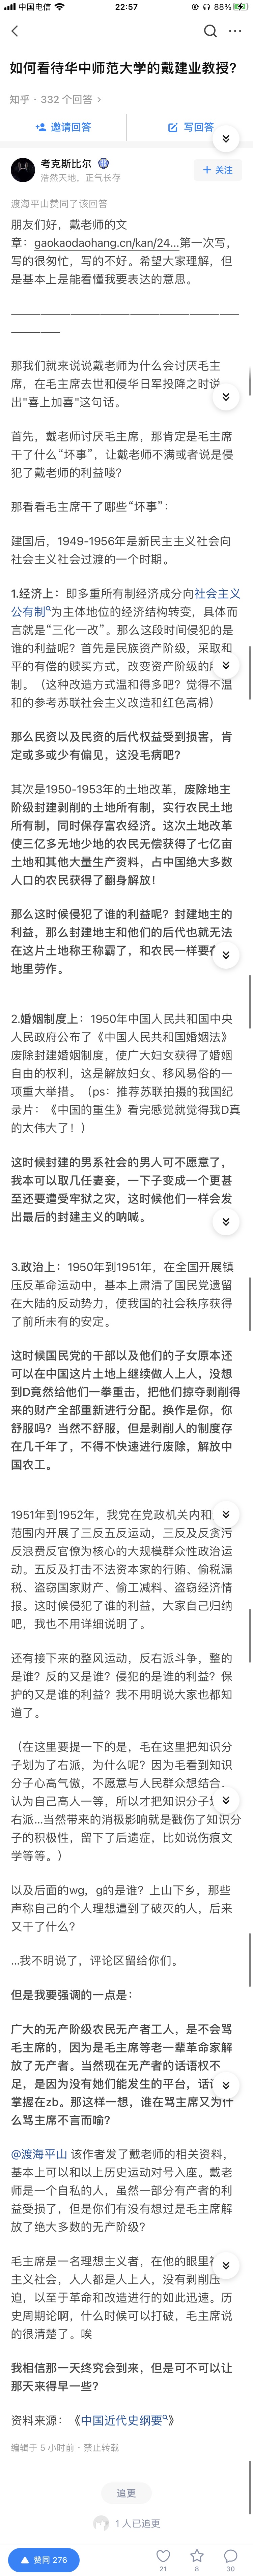 中国电信
22:57
88%
如何看待华中师范大学的戴建业教授?
知乎 · 332 个回答 >
邀请回答
写回答
考克斯比尔
浩然天地，正气长存
+ 关注
渡海平山赞同了该回答
朋友们好，戴老师的文
章：gaokaodaohang.cn/kan/24...第一次写，
写的很匆忙，写的不好。希望大家理解，但
是基本上是能看懂我要表达的意思。
那我们就来说说戴老师为什么会讨厌毛主
席，在毛主席去世和侵华日军投降之时说
出"喜上加喜"这句话。
首先，戴老师讨厌毛主席，那肯定是毛主席
干了什么“坏事”，让戴老师不满或者说是侵
犯了戴老师的利益喽?
那看看毛主席干了哪些“坏事”：
建国后，1949-1956年是新民主主义社会向
社会主义社会过渡的一个时期。
1.经济上：即多重所有制经济成分向社会主义
公有制为主体地位的经济结构转变，具体而
言就是“三化一改”。那么这段时间侵犯的是
谁的利益呢？首先是民族资产阶级，采取和
平的有偿的赎买方式，改变资产阶级的
制。（这种改造方式温和得多吧？觉得不温
和的参考苏联社会主义改造和红色高棉）
那么民资以及民资的后代权益受到损害，肯
定或多或少有偏见，这没毛病吧？
其次是1950-1953年的土地改革，废除地主
阶级封建剥削的土地所有制，实行农民土地
所有制，同时保存富农经济。这次土地改革
使三亿多无地少地的农民无偿获得了七亿亩
土地和其他大量生产资料，占中国绝大多数
人口的农民获得了翻身解放！
那么这时候侵犯了谁的利益呢？封建地主的
利益，那么封建地主和他们的后代也就无法
在这片土地称王称霸了，和农民一样要
地里劳作。
2.婚姻制度上：1950年中国人民共和国中央
人民政府公布了《中国人民共和国婚姻法》
废除封建婚姻制度，使广大妇女获得了婚姻
自由的权利，这是解放妇女、移风易俗的一
项重大举措。（ps：推荐苏联拍摄的我国纪
录片：《中国的重生》看完感觉就觉得我D真
的太伟大了！）
这时候封建的男系社会的男人可不愿意了，
我本可以取几任妻妾，一下子变成一个更甚
至还要遭受牢狱之灾，这时候他们一样会发
出最后的封建主义的呐喊。
3.政治上：1950年到1951年，在全国开展镇
压反革命运动中，基本上肃清了国民党遗留
在大陆的反动势力，使我国的社会秩序获得
了前所未有的安定。
这时候国民党的干部以及他们的子女原本还
可以在中国这片土地上继续做人上人，没想
到D竟然给他们一拳重击，把他们掠夺剥削得
来的财产全部重新进行分配。换作是你，你
舒服吗？当然不舒服，但是剥削人的制度存
在几千年了，不得不快速进行废除，解放中
国农工。
1951年到1952年，我党在党政机关内和
范围内开展了三反五反运动，三反及反贪污
反浪费反官僚为核心的大规模群众性政治运
动。五反及打击不法资本家的行贿、偷税漏
税、盗窃国家财产、偷工减料、盗窃经济情
报。这时候侵犯了谁的利益，大家自己归纳
吧，我也不用详细说明了。
还有接下来的整风运动，反右派斗争，整的
是谁？反的又是谁？侵犯的是谁的利益？保
护的又是谁的利益？我不用明说大家也都知
道了。
（在这里要提一下的是，毛在这里把知识分
子划为了右派，为什么呢？因为毛看到知识
分子心高气傲，不愿意与人民群众想结合，
认为自己高人一等，所以才把知识分子
右派...当然带来的消极影响就是戳伤了知识分
子的积极性，留下了后遗症，比如说伤痕文
学等等。）
以及后面的wg，g的是谁？上山下乡，那些
声称自己的个人理想遭到了破灭的人，后来
又干了什么？
...我不明说了，评论区留给你们。
但是我要强调的一点是：
广大的无产阶级农民无产者工人，是不会骂
毛主席的，因为是毛主席等老一辈革命家解
放了无产者。当然现在无产者的话语权不
足，是因为没有她们能发生的平台，话
掌握在zb。那这样一想，谁在骂主席又为什
么骂主席不言而喻？
@渡海平山 该作者发了戴老师的相关资料，
基本上可以和以上历史运动对号入座。戴老
师是一个自私的人，虽然一部分有产者的利
益受损了，但是你们有没有想过是毛主席解
放了绝大多数的无产阶级？
毛主席是一名理想主义者，在他的眼里
主义社会，人人都是人上人，没有剥削压
迫，以至于革命和改造进行的如此迅速。历
史周期论啊，什么时候可以打破，毛主席说
的很清楚了。唉
我相信那一天终究会到来，但是可不可以让
那天来得早一些？
资料来源：《中国近代史纲要》
编辑于 5 小时前 · 禁止转载
追更
1 人已追更
赞同 276
21
8
30